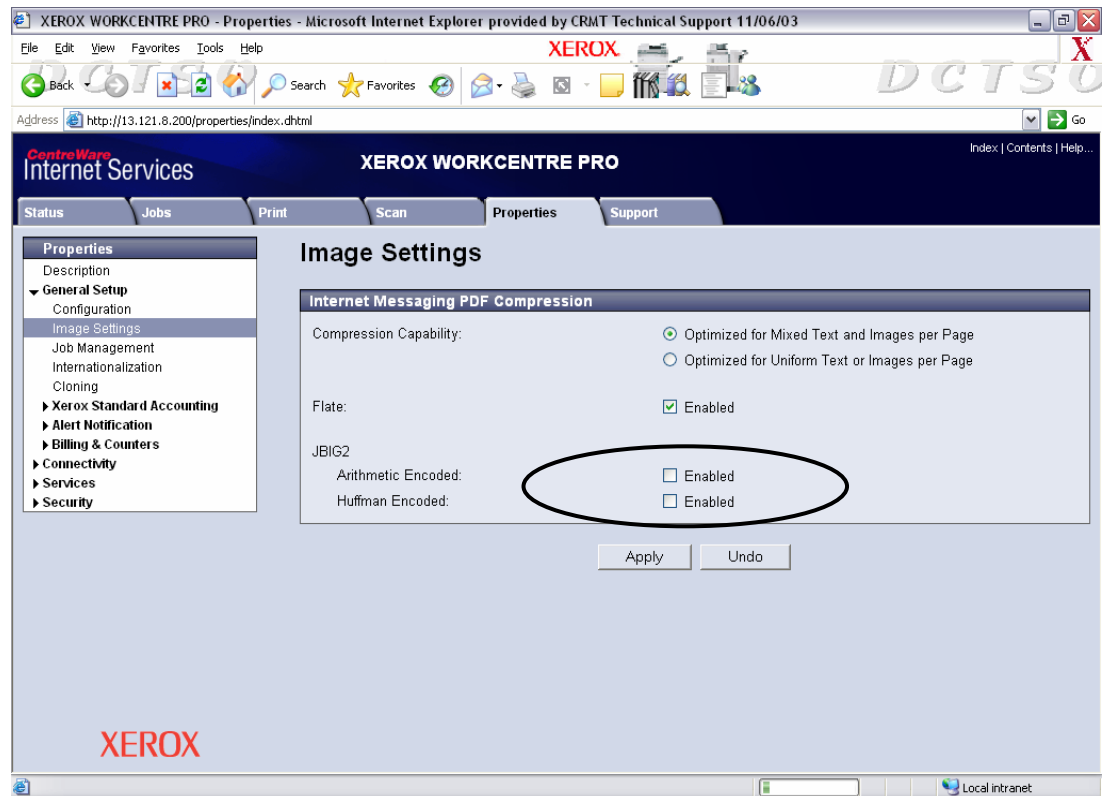 XEROX WORKCENTRE PRO - Properties - Microsoft Internet Explorer provided by CRMT Technical Support 11/06/03
File Edit View Favorites Tools Help
XEROX
X
Back Search Favorites
DCTSO
DCTSO
Address http://13.121.8.200/properties/index.dhtml Go
CentreWare
Internet Services
XEROX WORKCENTRE PRO
Index | Contents | Help...
Status Jobs Print Scan Properties Support
Properties
Description
General Setup
Configuration
Image Settings
Job Management
Internationalization
Cloning
Xerox Standard Accounting
Alert Notification
Billing & Counters
Connectivity
Services
Security
Image Settings
Internet Messaging PDF Compression
Compression Capability: Optimized for Mixed Text and Images per Page
Optimized for Uniform Text or Images per Page
Flate: Enabled
JBIG2
Arithmetic Encoded: Enabled
Huffman Encoded: Enabled
Apply Undo
XEROX
Local intranet